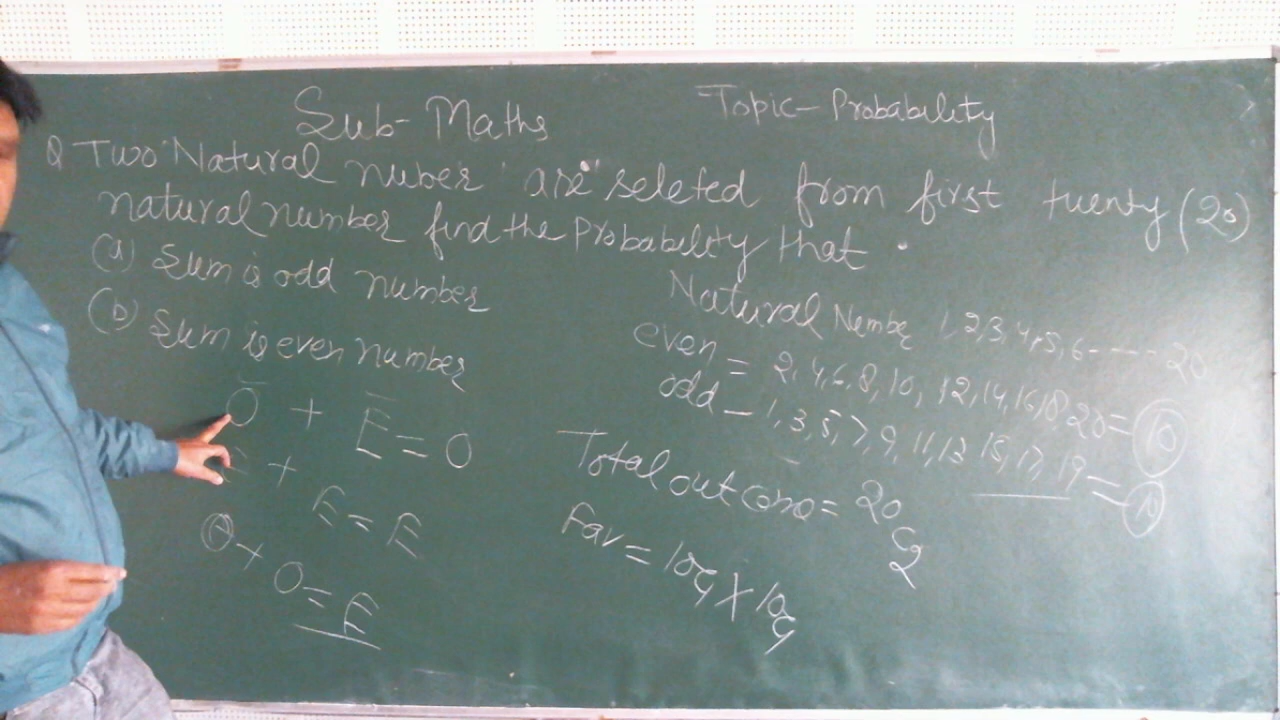 Sub- Maths
Topic- Probability
Q Two Natural nuber are seleted from first twenty (20)
natural number find the Probability that .
(a) Sum is odd number
(b) Sum is even number
Natural Numbe 1,2,3,4,5,6----- 20
even = 2,4,6,8,10, 12,14,16,18,20= 10
odd - 1,3,5,7,9,11,13 15,17,19 = 10
O + E = O
E + E = E
O + O = E
Total out come = 20C2
Fav = 10C1 X 10C1